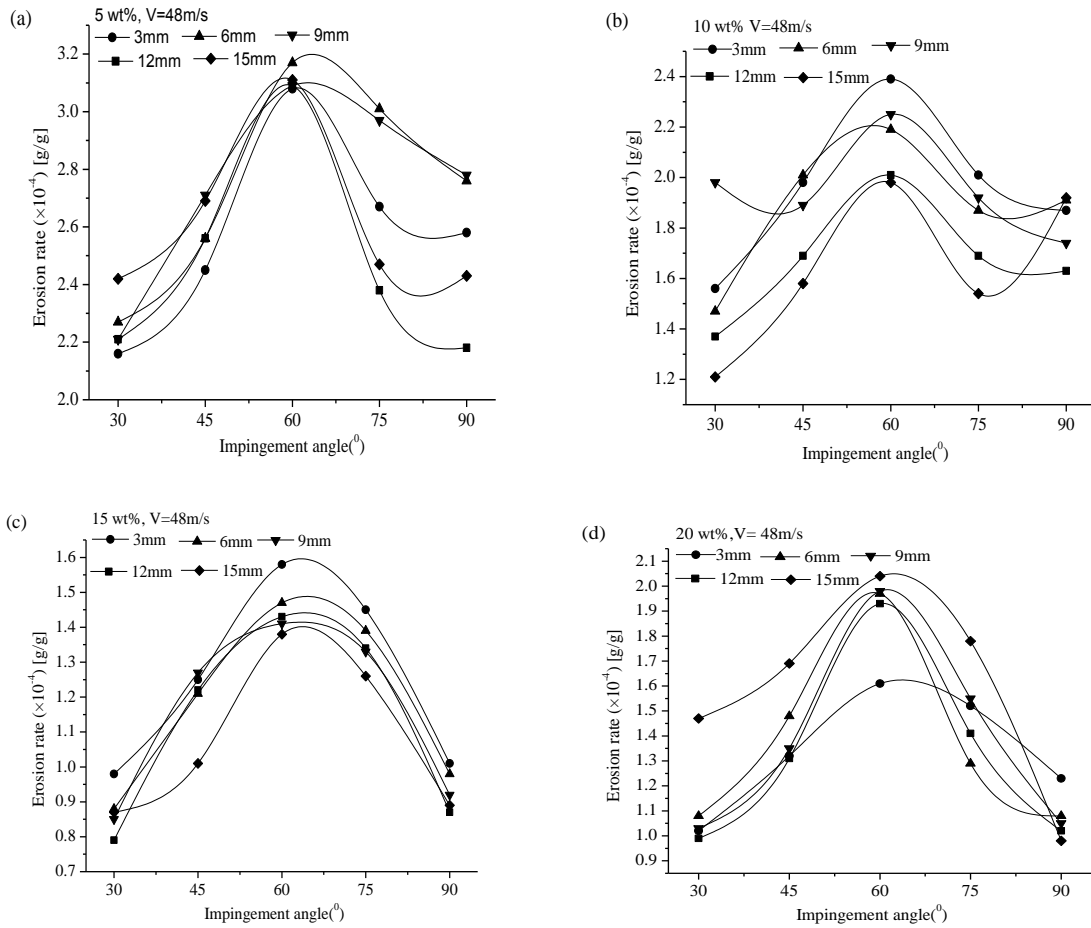 (a)
5 wt%, V=48m/s
3mm 6mm 9mm
12mm 15mm
3.2
3.0
2.8
2.6
2.4
2.2
2.0
30 45 60 75 90
Erosion rate (×10⁻⁴) [g/g]
Impingement angle(⁰)
(b)
10 wt% V=48m/s
3mm 6mm 9mm
12mm 15mm
2.4
2.2
2.0
1.8
1.6
1.4
1.2
30 45 60 75 90
Erosion rate (×10⁻⁴) [g/g]
Impingement angle(⁰)
(c)
15 wt%, V=48m/s
3mm 6mm 9mm
12mm 15mm
1.6
1.5
1.4
1.3
1.2
1.1
1.0
0.9
0.8
0.7
30 45 60 75 90
Erosion rate (×10⁻⁴) [g/g]
Impingement angle(⁰)
(d)
20 wt%,V= 48m/s
3mm 6mm 9mm
12mm 15mm
2.1
2.0
1.9
1.8
1.7
1.6
1.5
1.4
1.3
1.2
1.1
1.0
0.9
30 45 60 75 90
Erosion rate (×10⁻⁴) [g/g]
Impingement angle(⁰)